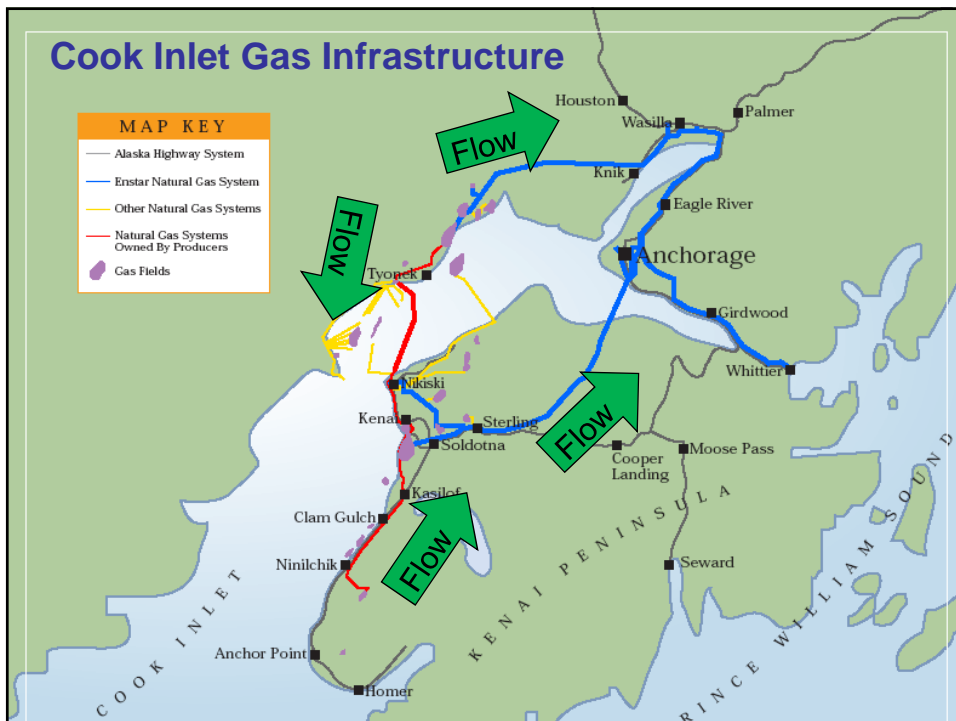 Cook Inlet Gas Infrastructure
MAP KEY
Alaska Highway System
Enstar Natural Gas System
Other Natural Gas Systems
Natural Gas Systems
Owned By Producers
Gas Fields
Houston
Palmer
Wasilla
Flow
Knik
Eagle River
Flow
Anchorage
Tyonek
Girdwood
Whittier
Nikiski
Kenai
Sterling
Flow
Soldotna
Cooper
Landing
Moose Pass
Kasilof
Clam Gulch
Flow
Ninilchik
Seward
KENAI PENINSULA
Anchor Point
Homer
COOK INLET
RINCE WILLIAM SOUND